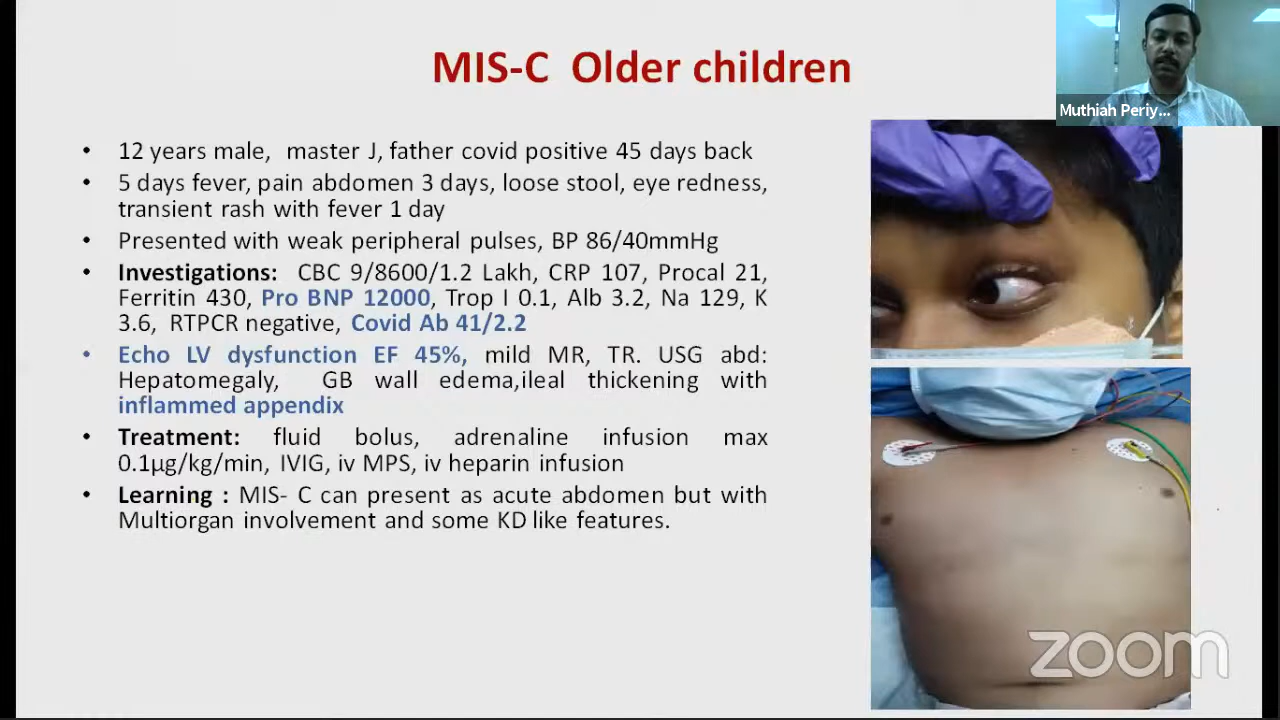 MIS-C Older children
Muthiah Periy...
• 12 years male, master J, father covid positive 45 days back
• 5 days fever, pain abdomen 3 days, loose stool, eye redness,
transient rash with fever 1 day
• Presented with weak peripheral pulses, BP 86/40mmHg
• Investigations: CBC 9/8600/1.2 Lakh, CRP 107, Procal 21,
Ferritin 430, Pro BNP 12000, Trop I 0.1, Alb 3.2, Na 129, K
3.6, RTPCR negative, Covid Ab 41/2.2
• Echo LV dysfunction EF 45%, mild MR, TR. USG abd:
Hepatomegaly, GB wall edema,ileal thickening with
inflammed appendix
• Treatment: fluid bolus, adrenaline infusion max
0.1µg/kg/min, IVIG, iv MPS, iv heparin infusion
• Learning : MIS- C can present as acute abdomen but with
Multiorgan involvement and some KD like features.
zoom